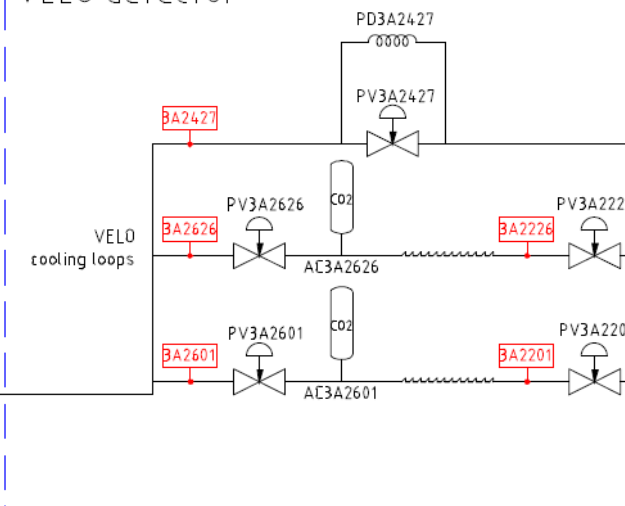 PD3A2427
PV3A2427
3A2427
CO2
PV3A2626
PV3A222
3A2626
3A2226
VELO
cooling loops
AC3A2626
CO2
PV3A2601
PV3A220
3A2601
3A2201
AC3A2601